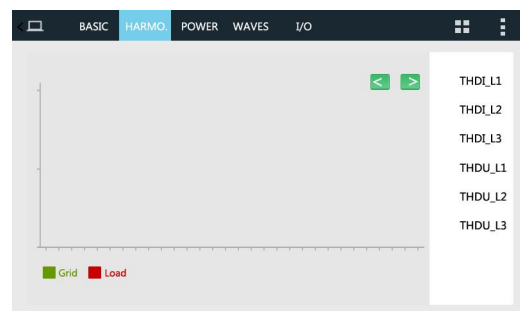 BASIC HARMO. POWER WAVES I/O
< >
THDI_L1
THDI_L2
THDI_L3
THDU_L1
THDU_L2
THDU_L3
Grid Load